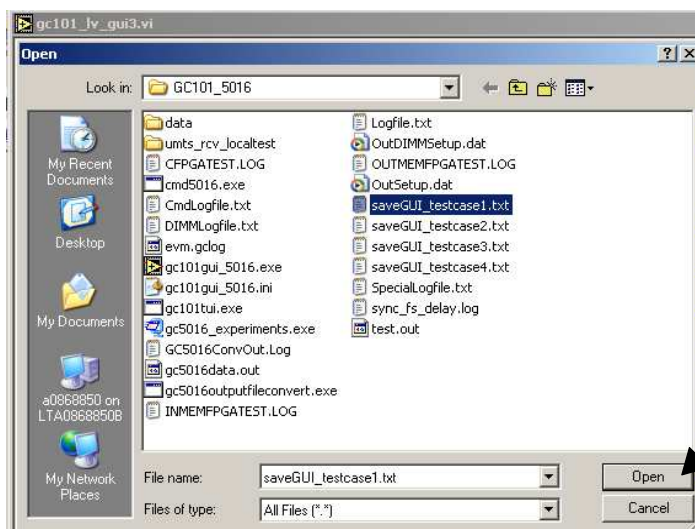 gc101_lv_gui3.vi
Open
Look in:
GC101_5016
My Recent
Documents
Desktop
My Documents
a0868850 on
LTA0868850B
My Network
Places
data
umts_rcv_localtest
CFPGATEST.LOG
cmd5016.exe
CmdLogfile.txt
DIMMLogfile.txt
evm.gclog
gc101gui_5016.exe
gc101gui_5016.ini
gc101tui.exe
gc5016_experiments.exe
GC5016ConvOut.Log
gc5016data.out
gc5016outputfileconvert.exe
INMEMFPGATEST.LOG
Logfile.txt
OutDIMMSetup.dat
OUTMEMFPGATEST.LOG
OutSetup.dat
saveGUI_testcase1.txt
saveGUI_testcase2.txt
saveGUI_testcase3.txt
saveGUI_testcase4.txt
SpecialLogfile.txt
sync_fs_delay.log
test.out
File name:
saveGUI_testcase1.txt
Open
Files of type:
All Files (*.*)
Cancel